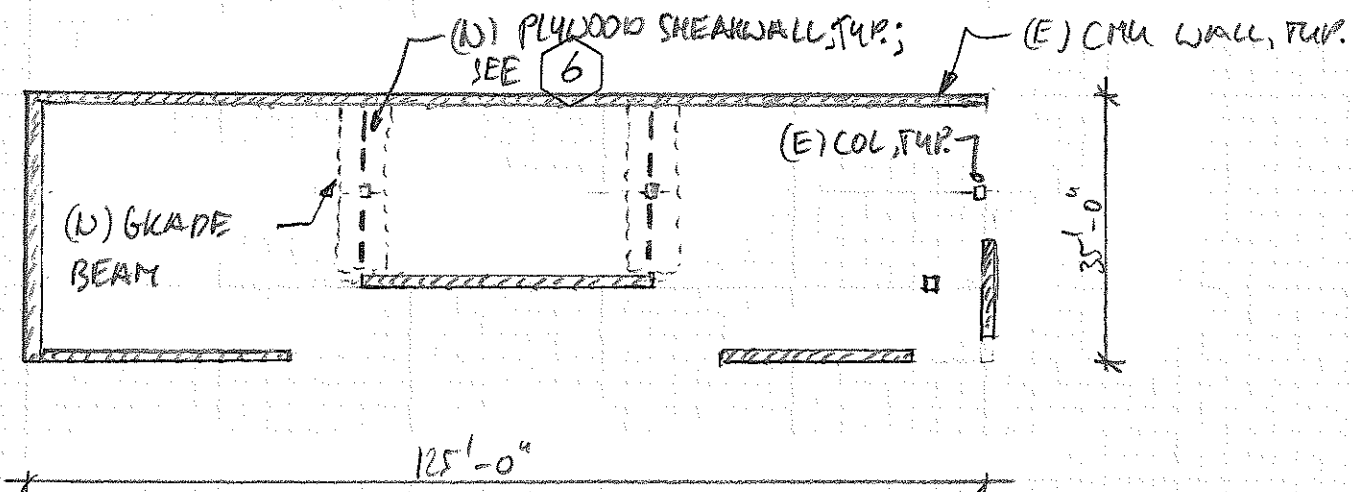 (N) PLYWOOD SHEARWALL, TYP.;
SEE 6
(E) CMU WALL, TYP.
(E) COL, TYP.
(N) GRADE
BEAM
35'-0"
125'-0"